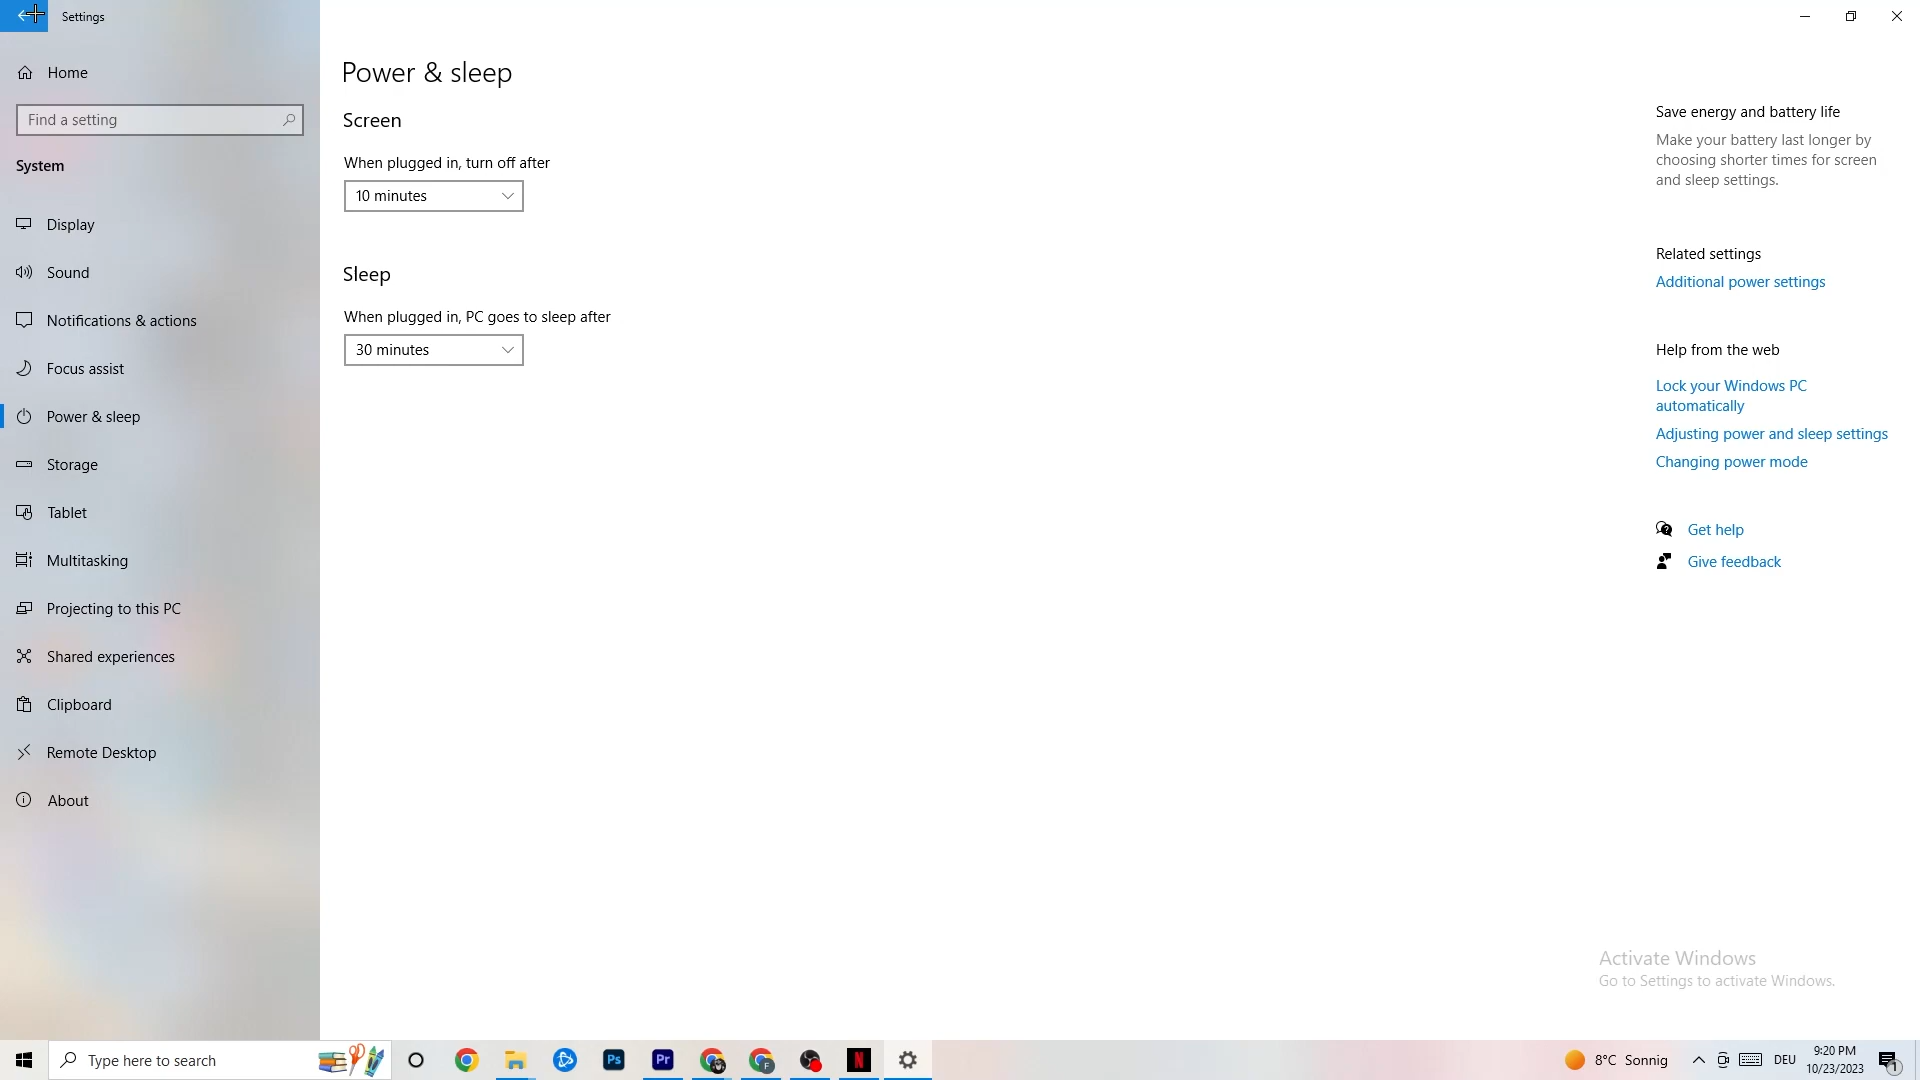 Settings
Home
Find a setting
System
Display
Sound
Notifications & actions
Focus assist
Power & sleep
Storage
Tablet
Multitasking
Projecting to this PC
Shared experiences
Clipboard
Remote Desktop
About
Power & sleep
Screen
When plugged in, turn off after
10 minutes
Sleep
When plugged in, PC goes to sleep after
30 minutes
Save energy and battery life
Make your battery last longer by
choosing shorter times for screen
and sleep settings.
Related settings
Additional power settings
Help from the web
Lock your Windows PC
automatically
Adjusting power and sleep settings
Changing power mode
Get help
Give feedback
Activate Windows
Go to Settings to activate Windows.
Type here to search
Ps
Pr
F
N
8°C Sonnig
DEU
9:20 PM
10/23/2023
1